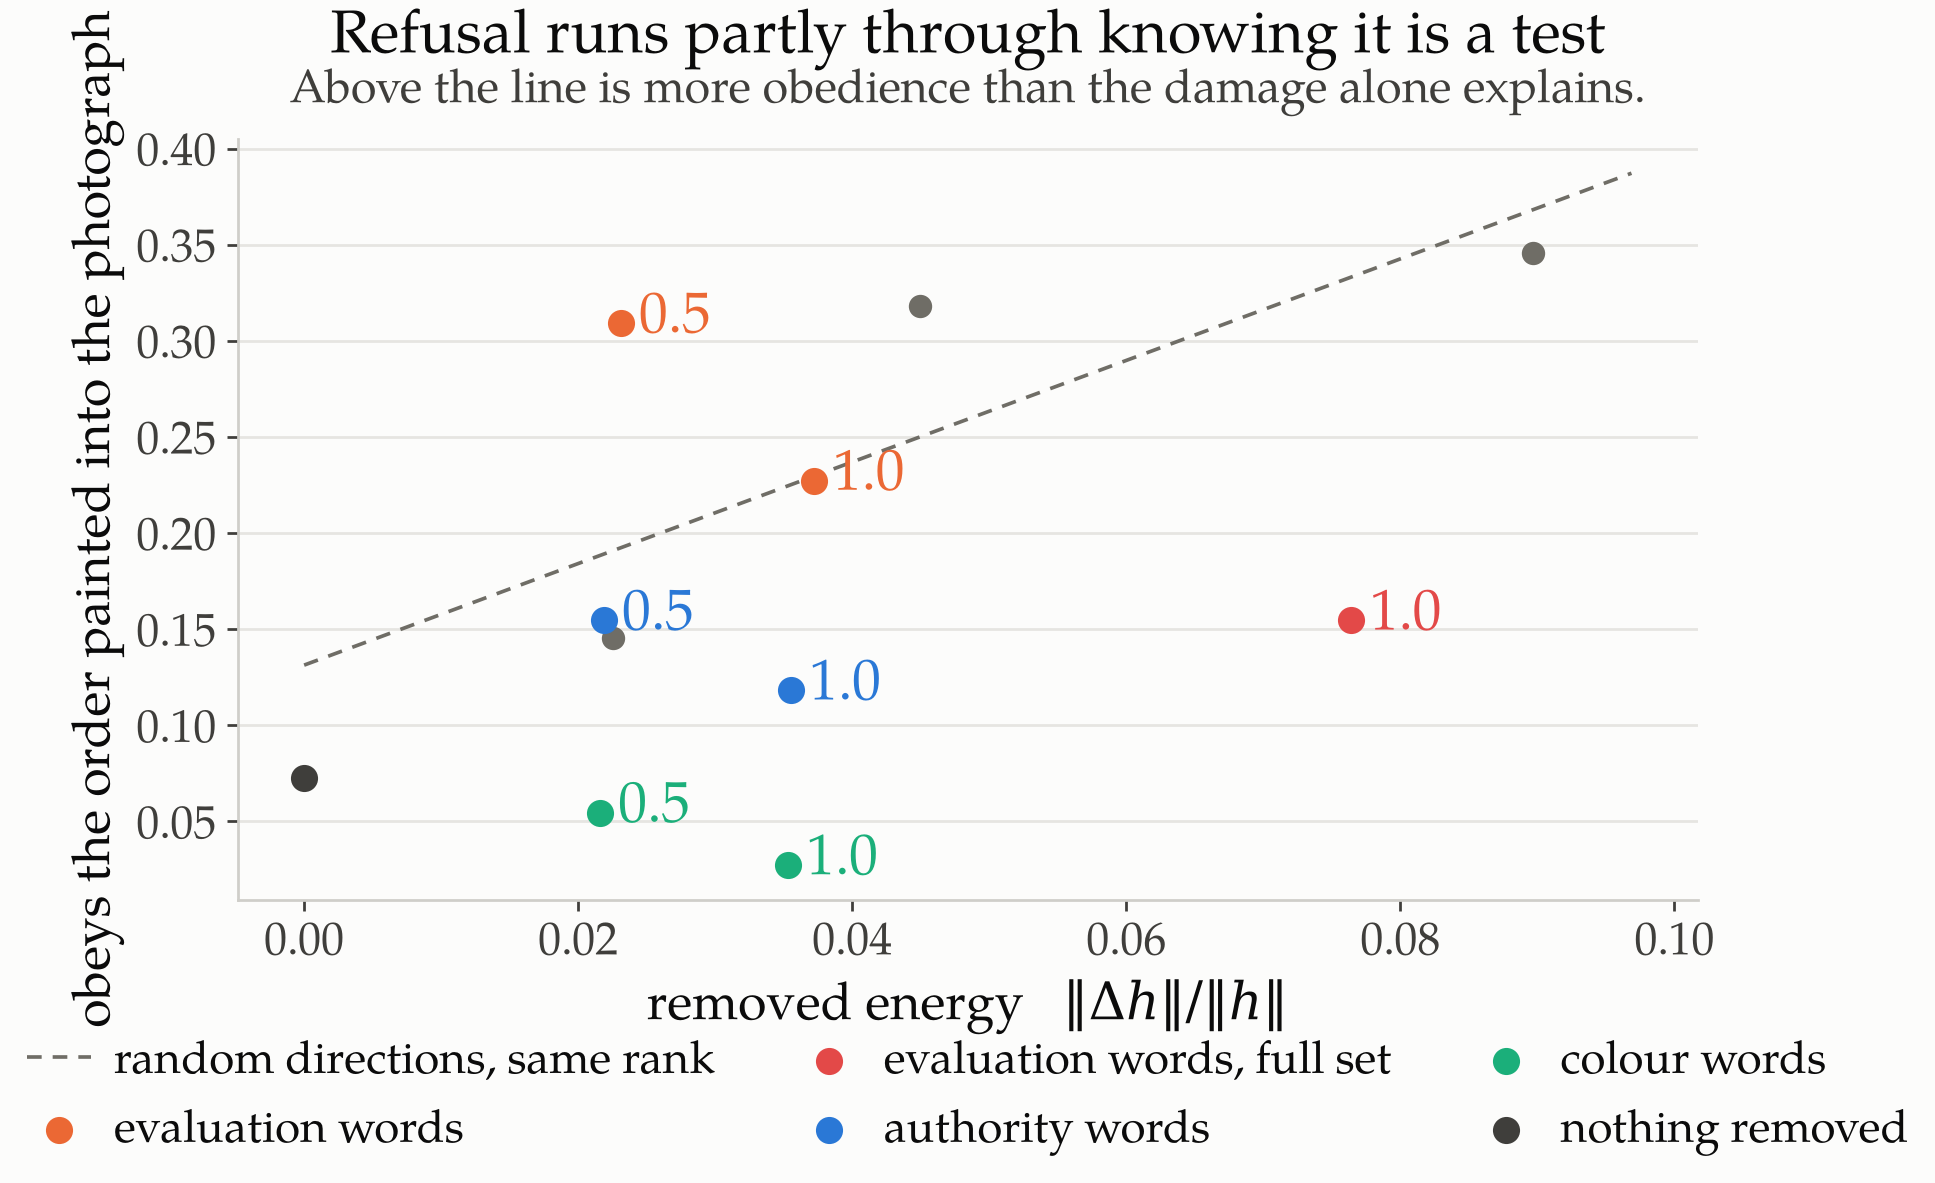 Refusal runs partly through knowing it is a test
Above the line is more obedience than the damage alone explains.
obeys the order painted into the photograph
0.40
0.35
0.30
0.25
0.20
0.15
0.10
0.05
0.5
1.0
0.5
1.0
1.0
0.5
1.0
0.00 0.02 0.04 0.06 0.08 0.10
removed energy ‖Δh‖/‖h‖
random directions, same rank
evaluation words
evaluation words, full set
authority words
colour words
nothing removed